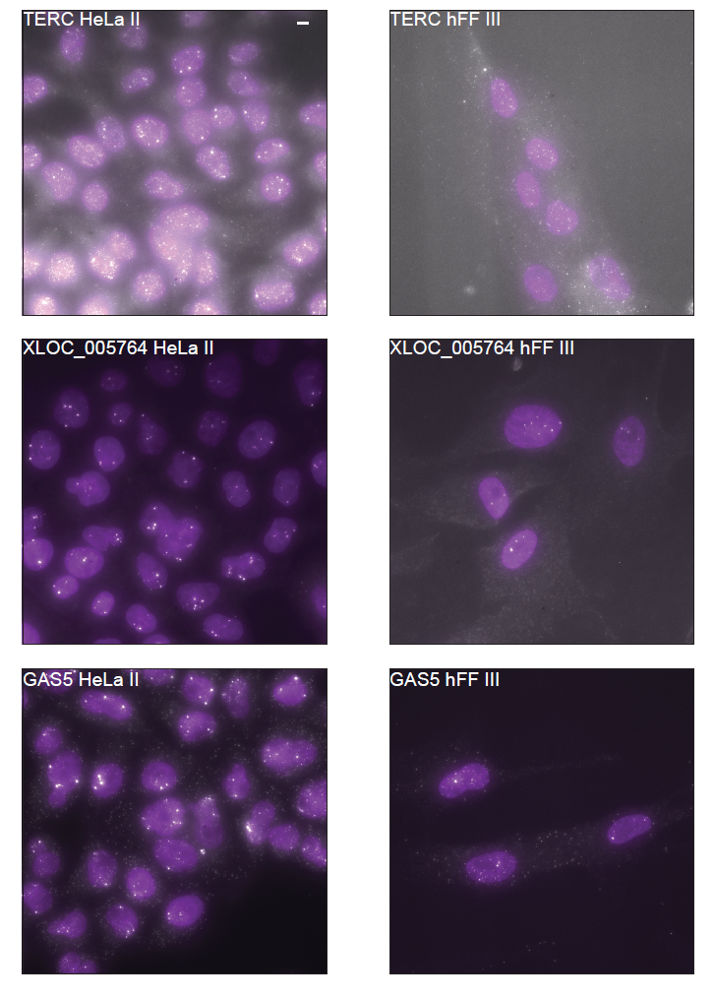 TERC HeLa II
TERC hFF III
XLOC_005764 HeLa II
XLOC_005764 hFF III
GAS5 HeLa II
GAS5 hFF III